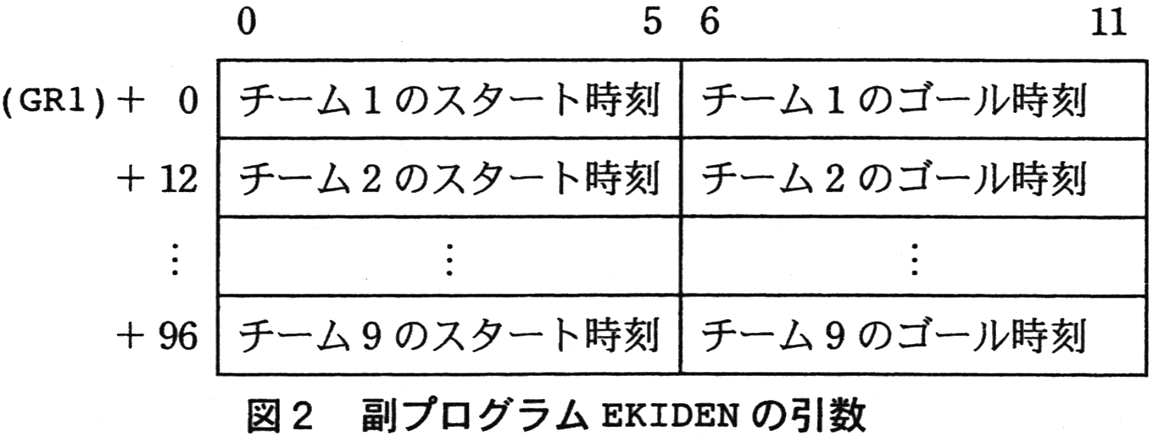 0 5 6 11
(GR1)+ 0 チーム1のスタート時刻 チーム1のゴール時刻
+12 チーム2のスタート時刻 チーム2のゴール時刻
⋮ ⋮ ⋮
+96 チーム9のスタート時刻 チーム9のゴール時刻
図2 副プログラム EKIDEN の引数